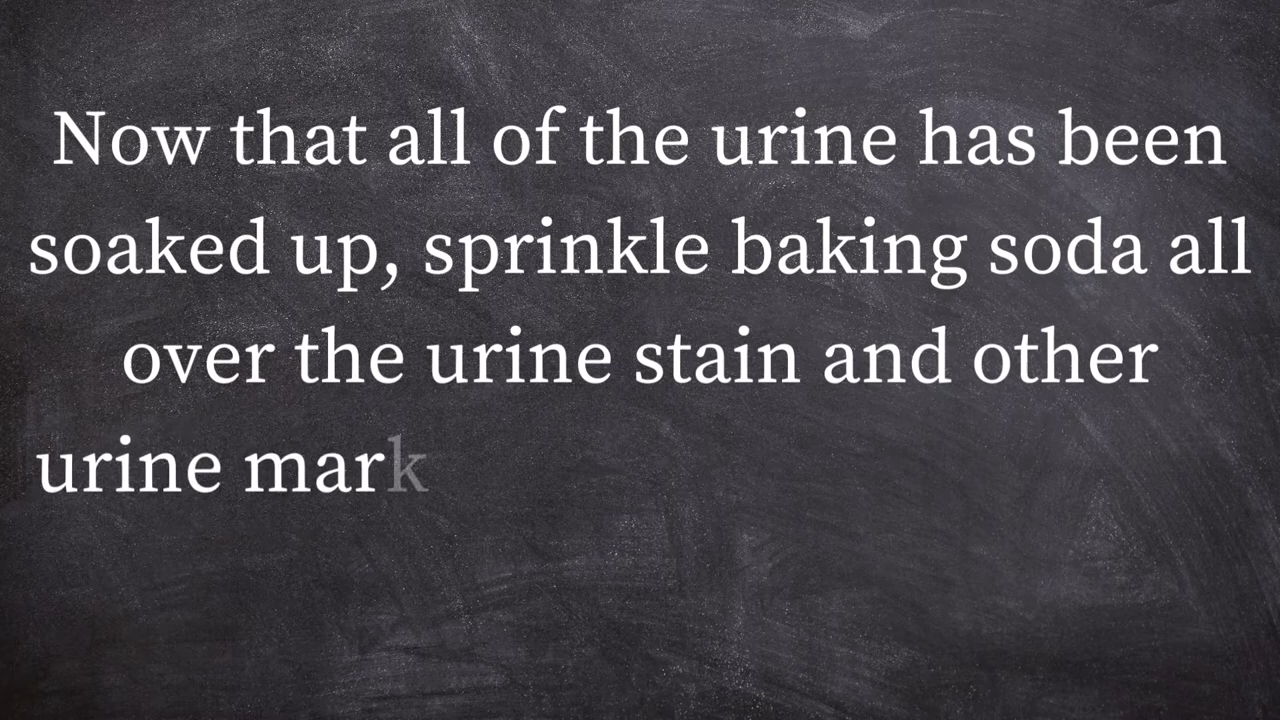 Now that all of the urine has been
soaked up, sprinkle baking soda all
over the urine stain and other
urine mark